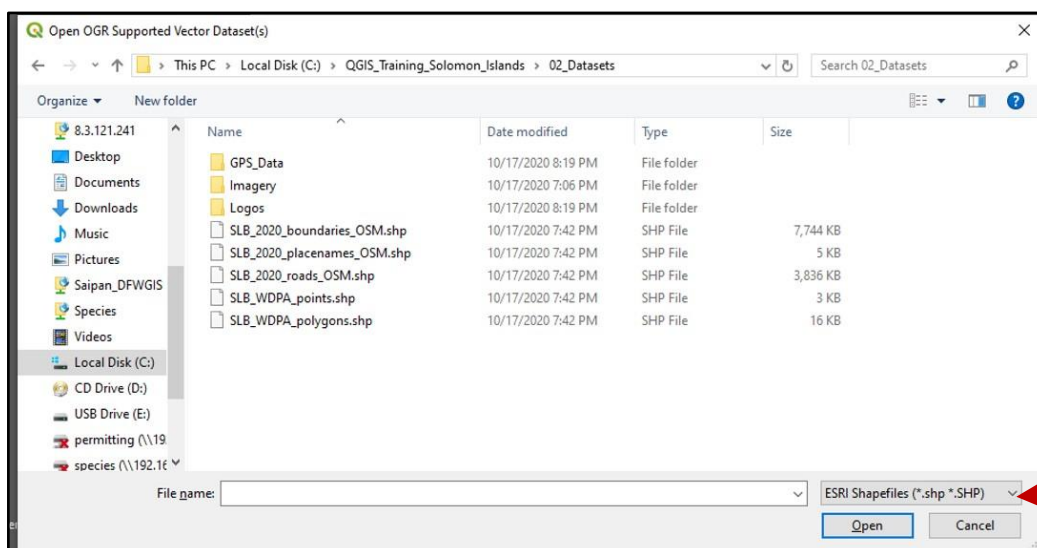 Open OGR Supported Vector Dataset(s)
This PC > Local Disk (C:) > QGIS_Training_Solomon_Islands > 02_Datasets
Search 02_Datasets
Organize
New folder
8.3.121.241
Desktop
Documents
Downloads
Music
Pictures
Saipan_DFWGIS
Species
Videos
Local Disk (C:)
CD Drive (D:)
USB Drive (E:)
permitting (\\19
species (\\192.16
Name Date modified Type Size
GPS_Data 10/17/2020 8:19 PM File folder
Imagery 10/17/2020 7:06 PM File folder
Logos 10/17/2020 8:19 PM File folder
SLB_2020_boundaries_OSM.shp 10/17/2020 7:42 PM SHP File 7,744 KB
SLB_2020_placenames_OSM.shp 10/17/2020 7:42 PM SHP File 5 KB
SLB_2020_roads_OSM.shp 10/17/2020 7:42 PM SHP File 3,836 KB
SLB_WDPA_points.shp 10/17/2020 7:42 PM SHP File 3 KB
SLB_WDPA_polygons.shp 10/17/2020 7:42 PM SHP File 16 KB
File name:
ESRI Shapefiles (*.shp *.SHP)
Open
Cancel